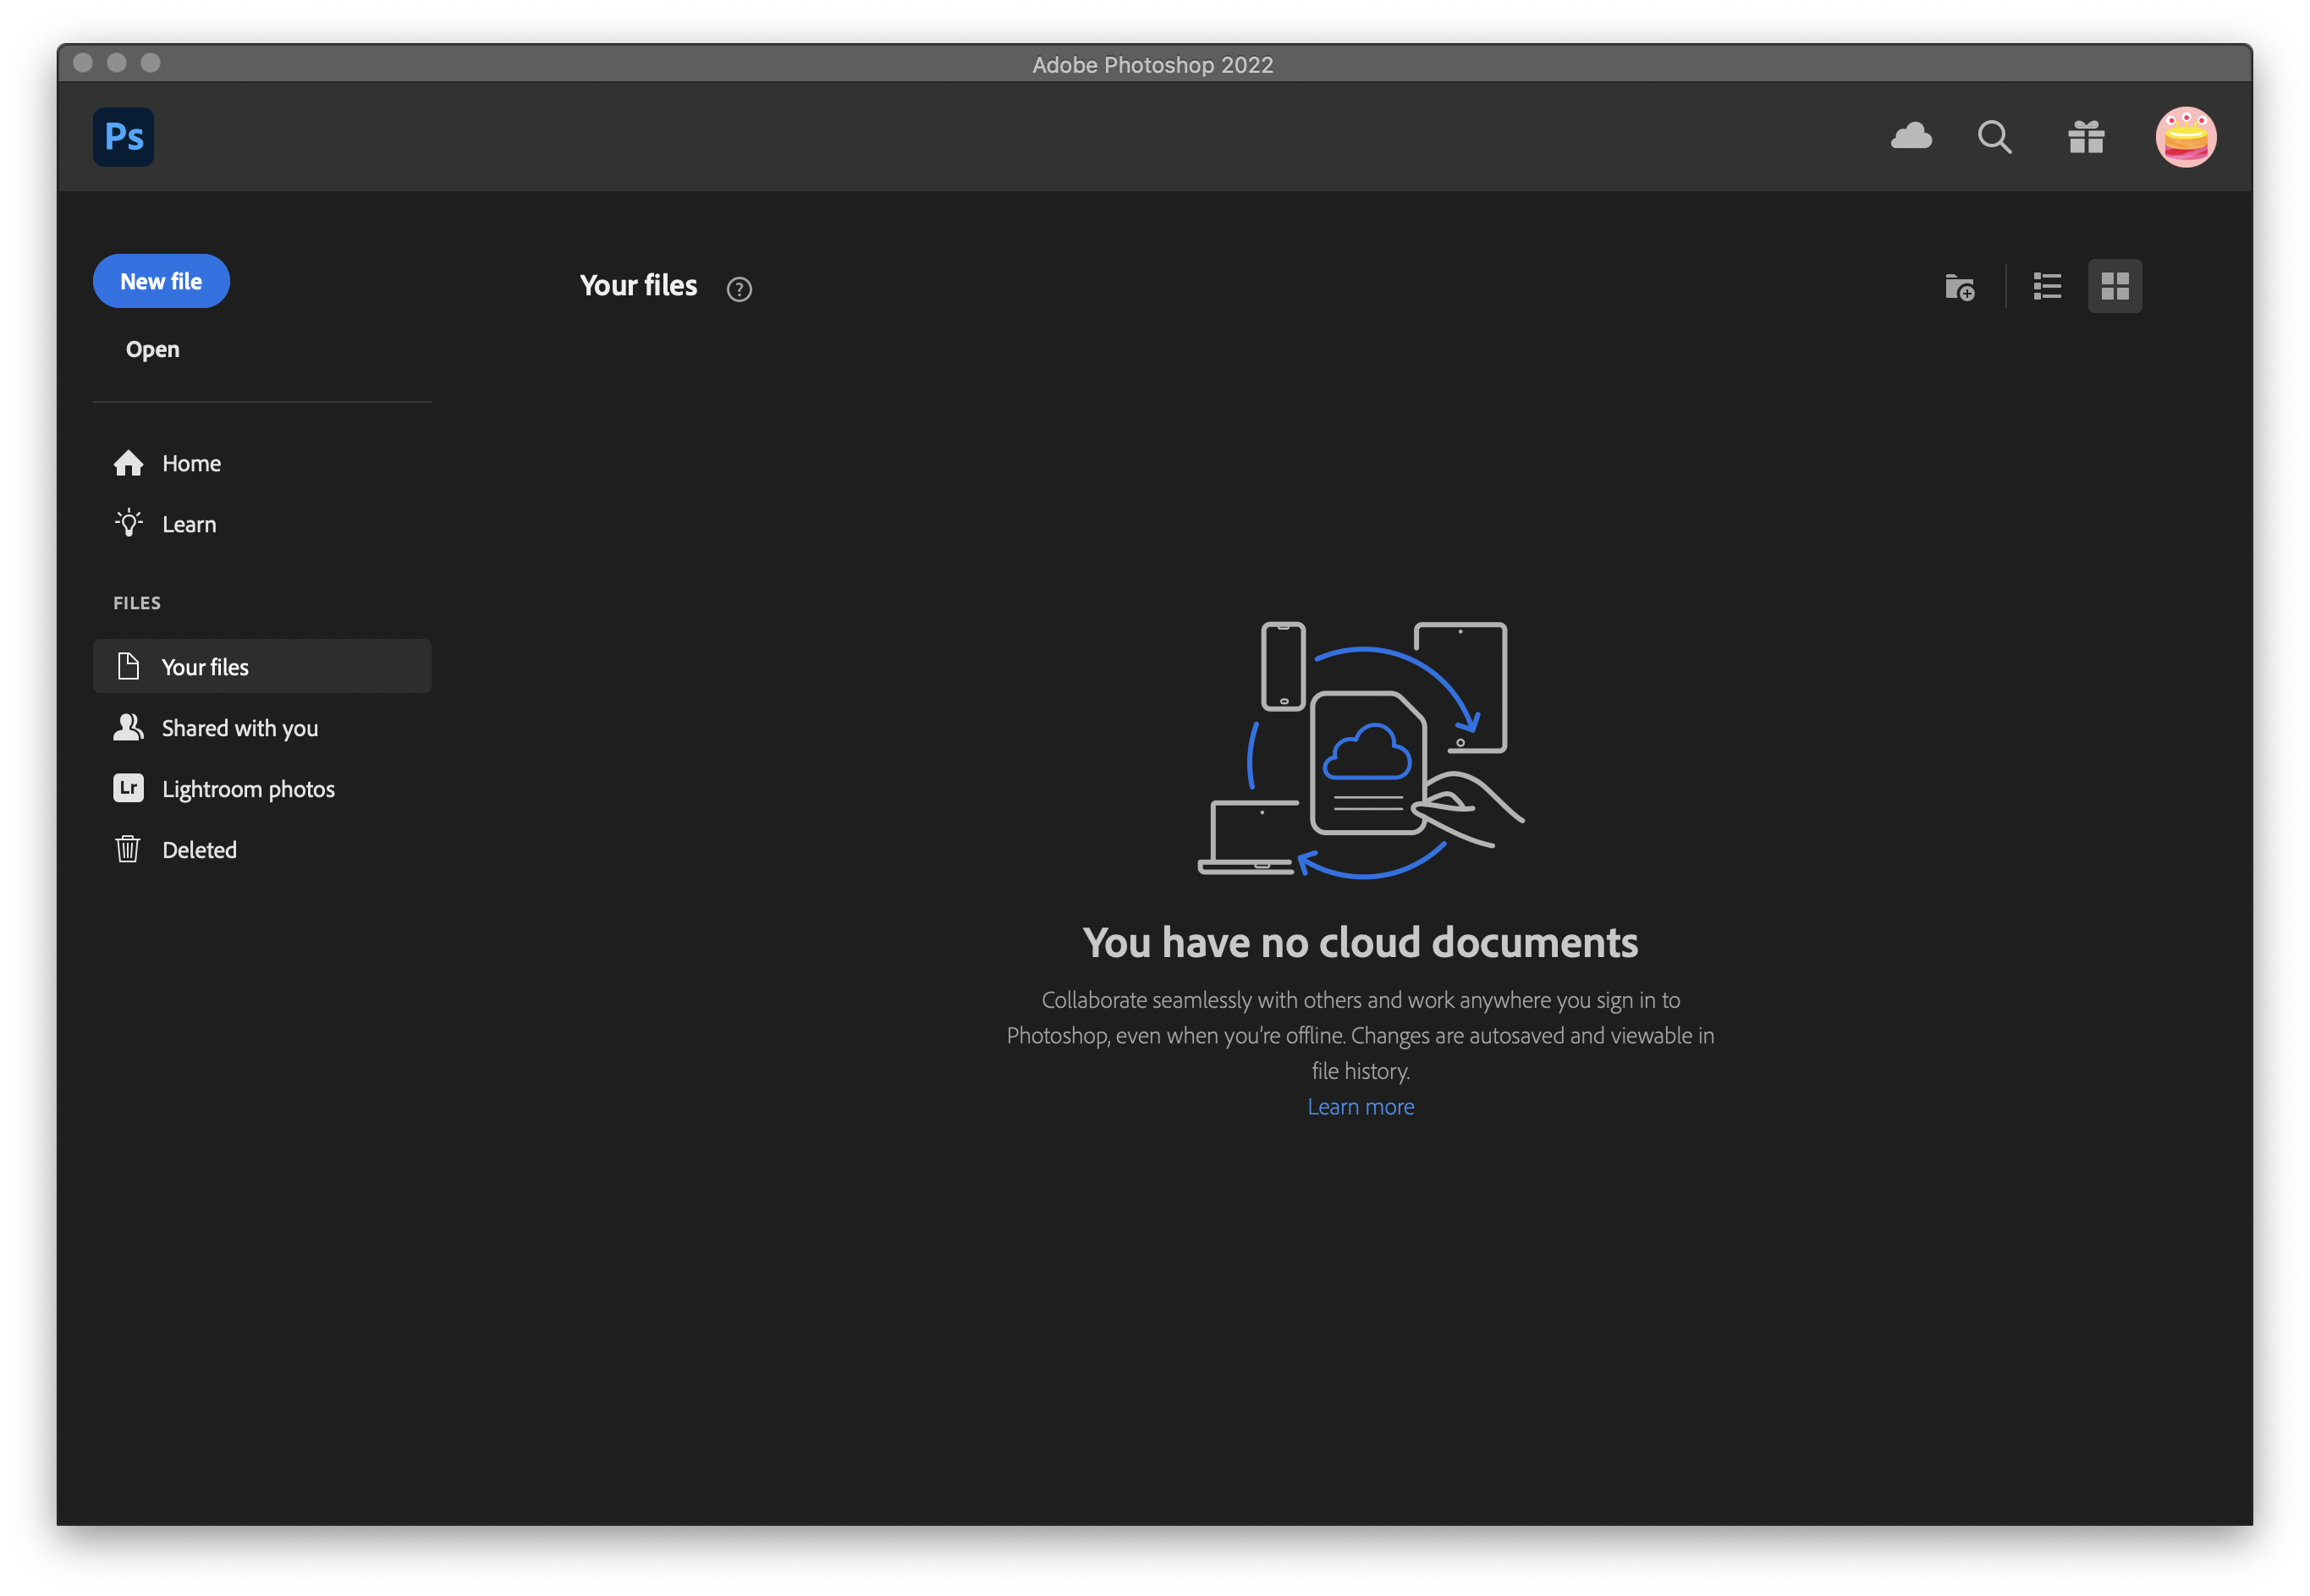 Adobe Photoshop 2022
Ps
New file
Your files
?
Open
Home
Learn
FILES
Your files
Shared with you
Lr
Lightroom photos
Deleted
You have no cloud documents
Collaborate seamlessly with others and work anywhere you sign in to
Photoshop, even when you’re offline. Changes are autosaved and viewable in
file history.
Learn more